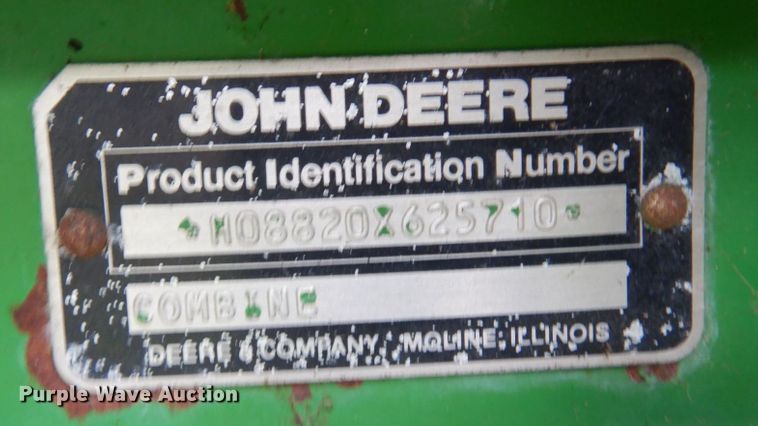 JOHN DEERE
Product Identification Number
*H08820X625710*
COMBINE
DEERE & COMPANY, MOLINE, ILLINOIS
Purple Wave Auction